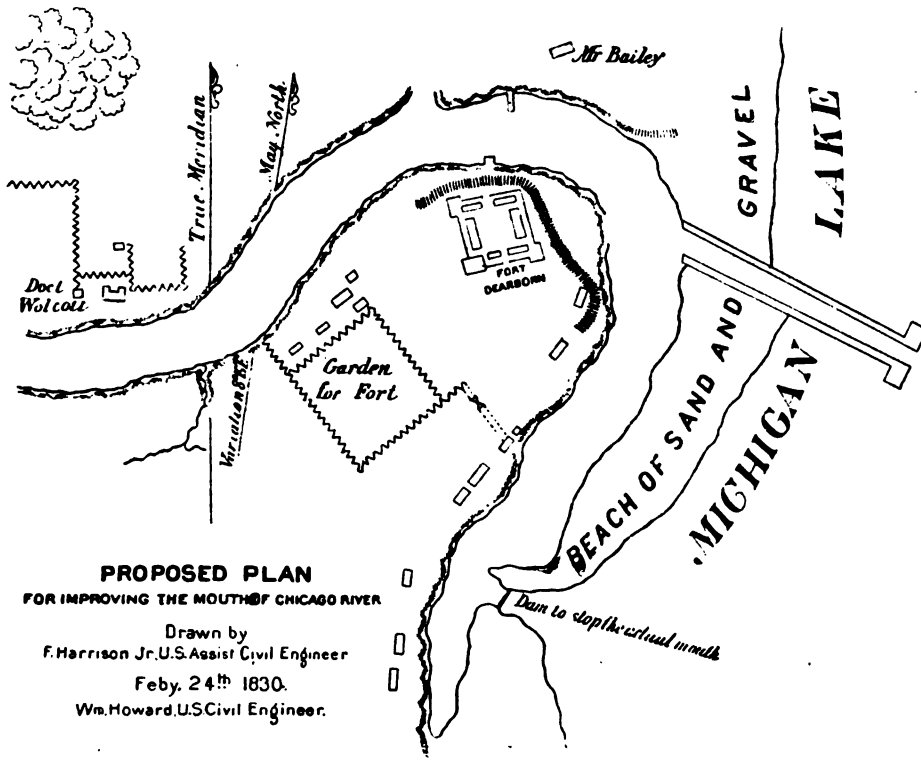 Mr Bailey
True Meridian
May. North.
GRAVEL
LAKE
Doct
Wolcott
FORT
DEARBORN
Garden
for Fort
BEACH OF SAND AND
MICHIGAN
Dam to stop the actual mouth
PROPOSED PLAN
FOR IMPROVING THE MOUTH OF CHICAGO RIVER
Drawn by
F. Harrison Jr. U.S. Assist Civil Engineer
Feby. 24th 1830.
Wm. Howard, U.S. Civil Engineer.